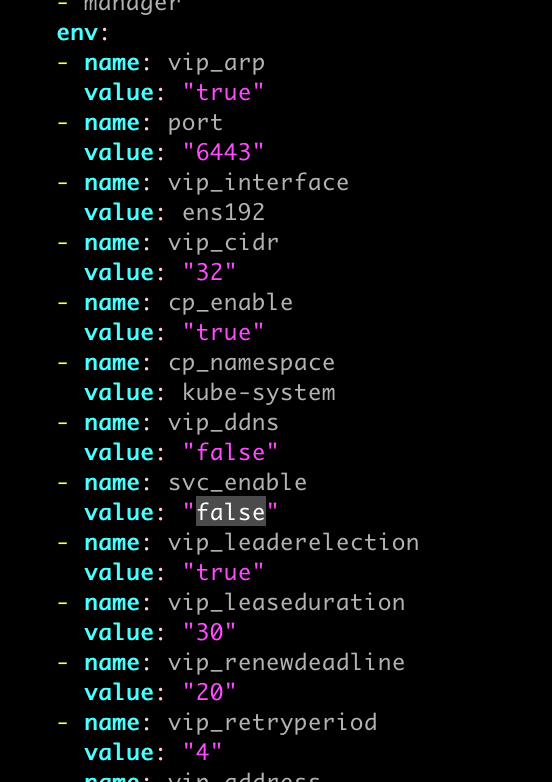 - manager
env:
- name: vip_arp
value: "true"
- name: port
value: "6443"
- name: vip_interface
value: ens192
- name: vip_cidr
value: "32"
- name: cp_enable
value: "true"
- name: cp_namespace
value: kube-system
- name: vip_ddns
value: "false"
- name: svc_enable
value: "false"
- name: vip_leaderelection
value: "true"
- name: vip_leaseduration
value: "30"
- name: vip_renewdeadline
value: "20"
- name: vip_retryperiod
value: "4"
- name: vip_address